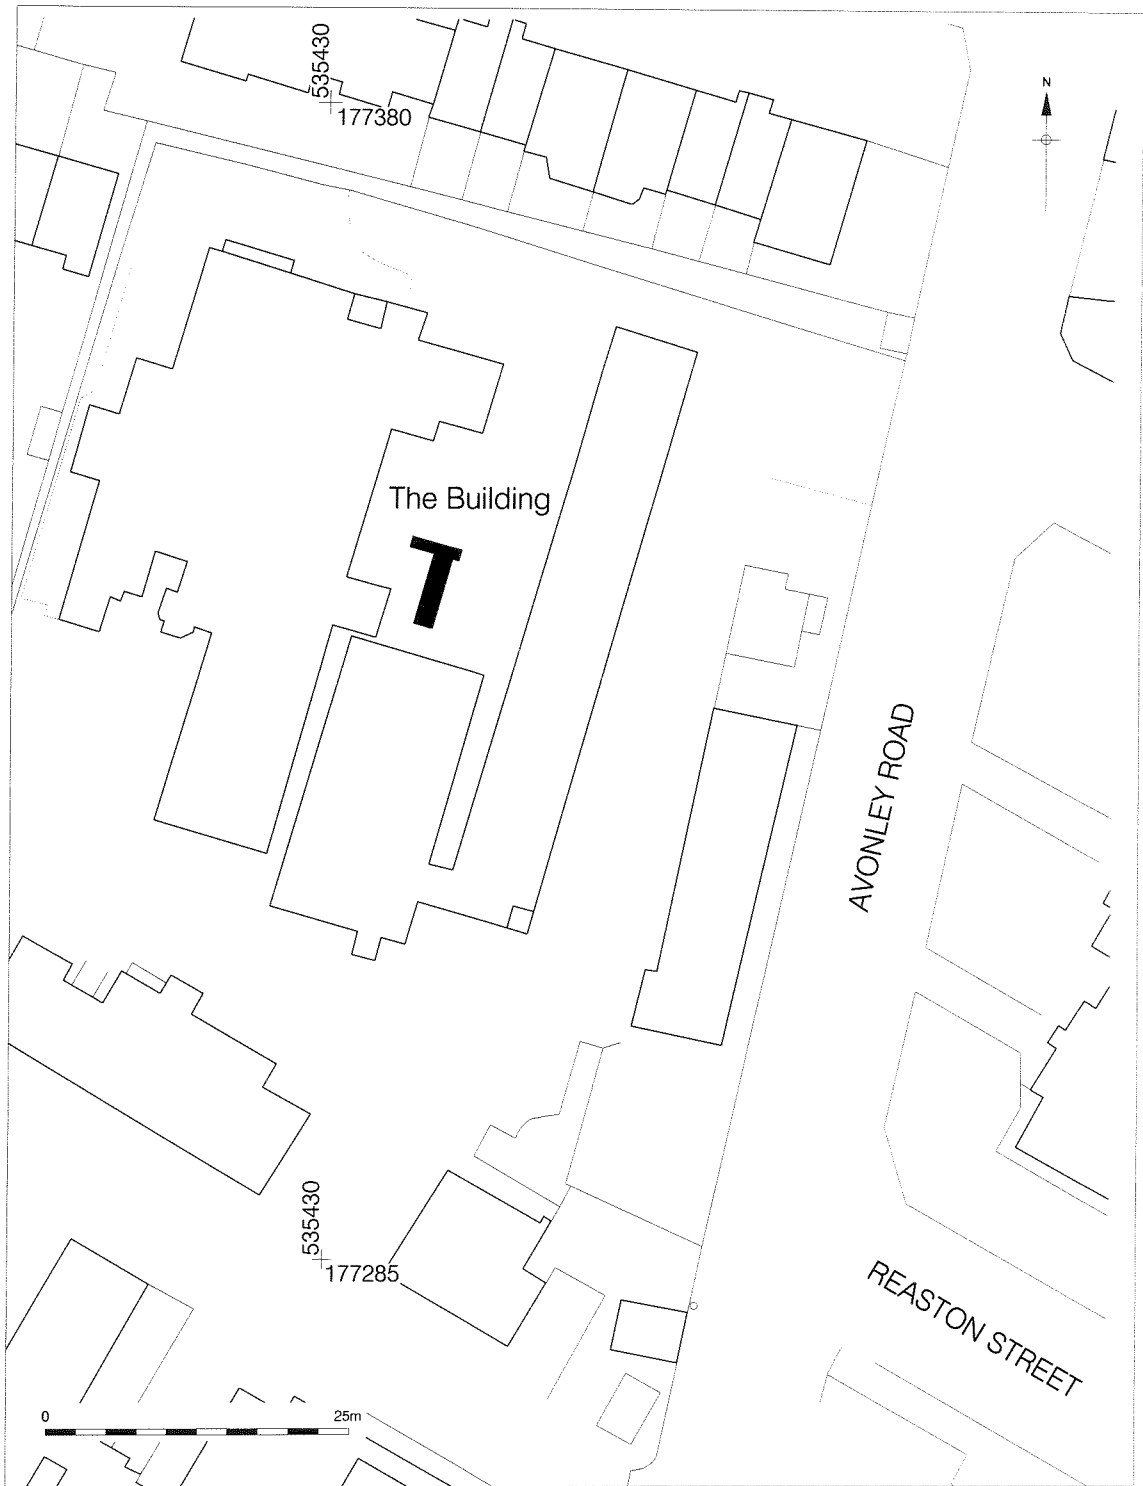 535430
177380
N
The Building
AVONLEY ROAD
535430
177285
REASTON STREET
0 25m